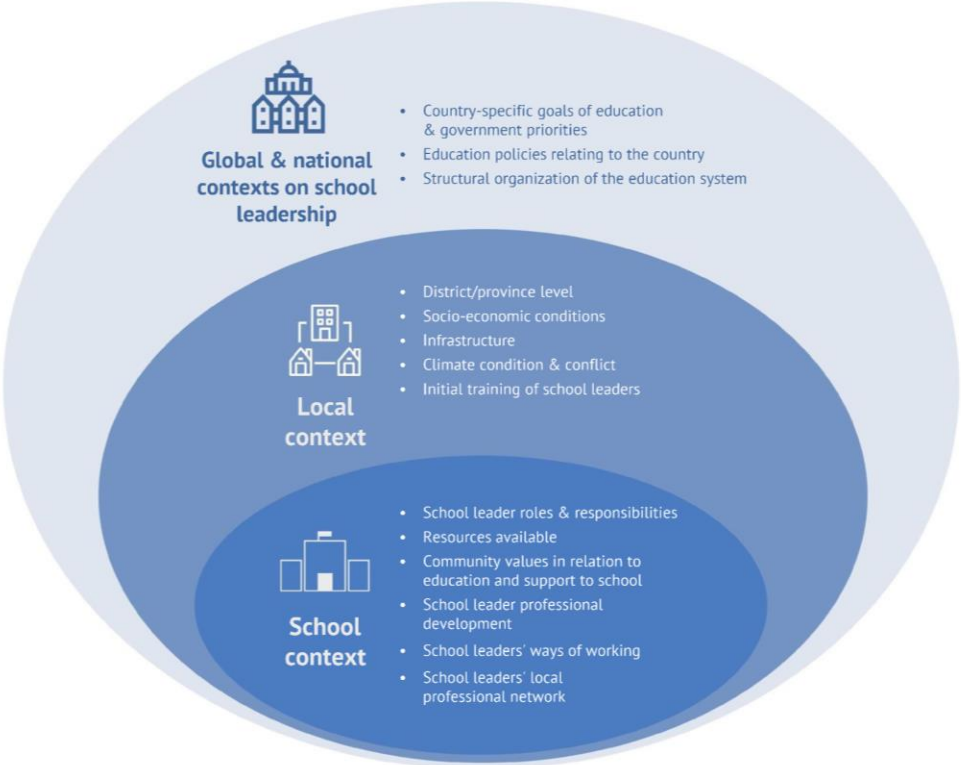 Global & national
contexts on school
leadership
• Country-specific goals of education
& government priorities
• Education policies relating to the country
• Structural organization of the education system
Local
context
• District/province level
• Socio-economic conditions
• Infrastructure
• Climate condition & conflict
• Initial training of school leaders
School
context
• School leader roles & responsibilities
• Resources available
• Community values in relation to
education and support to school
• School leader professional
development
• School leaders' ways of working
• School leaders' local
professional network